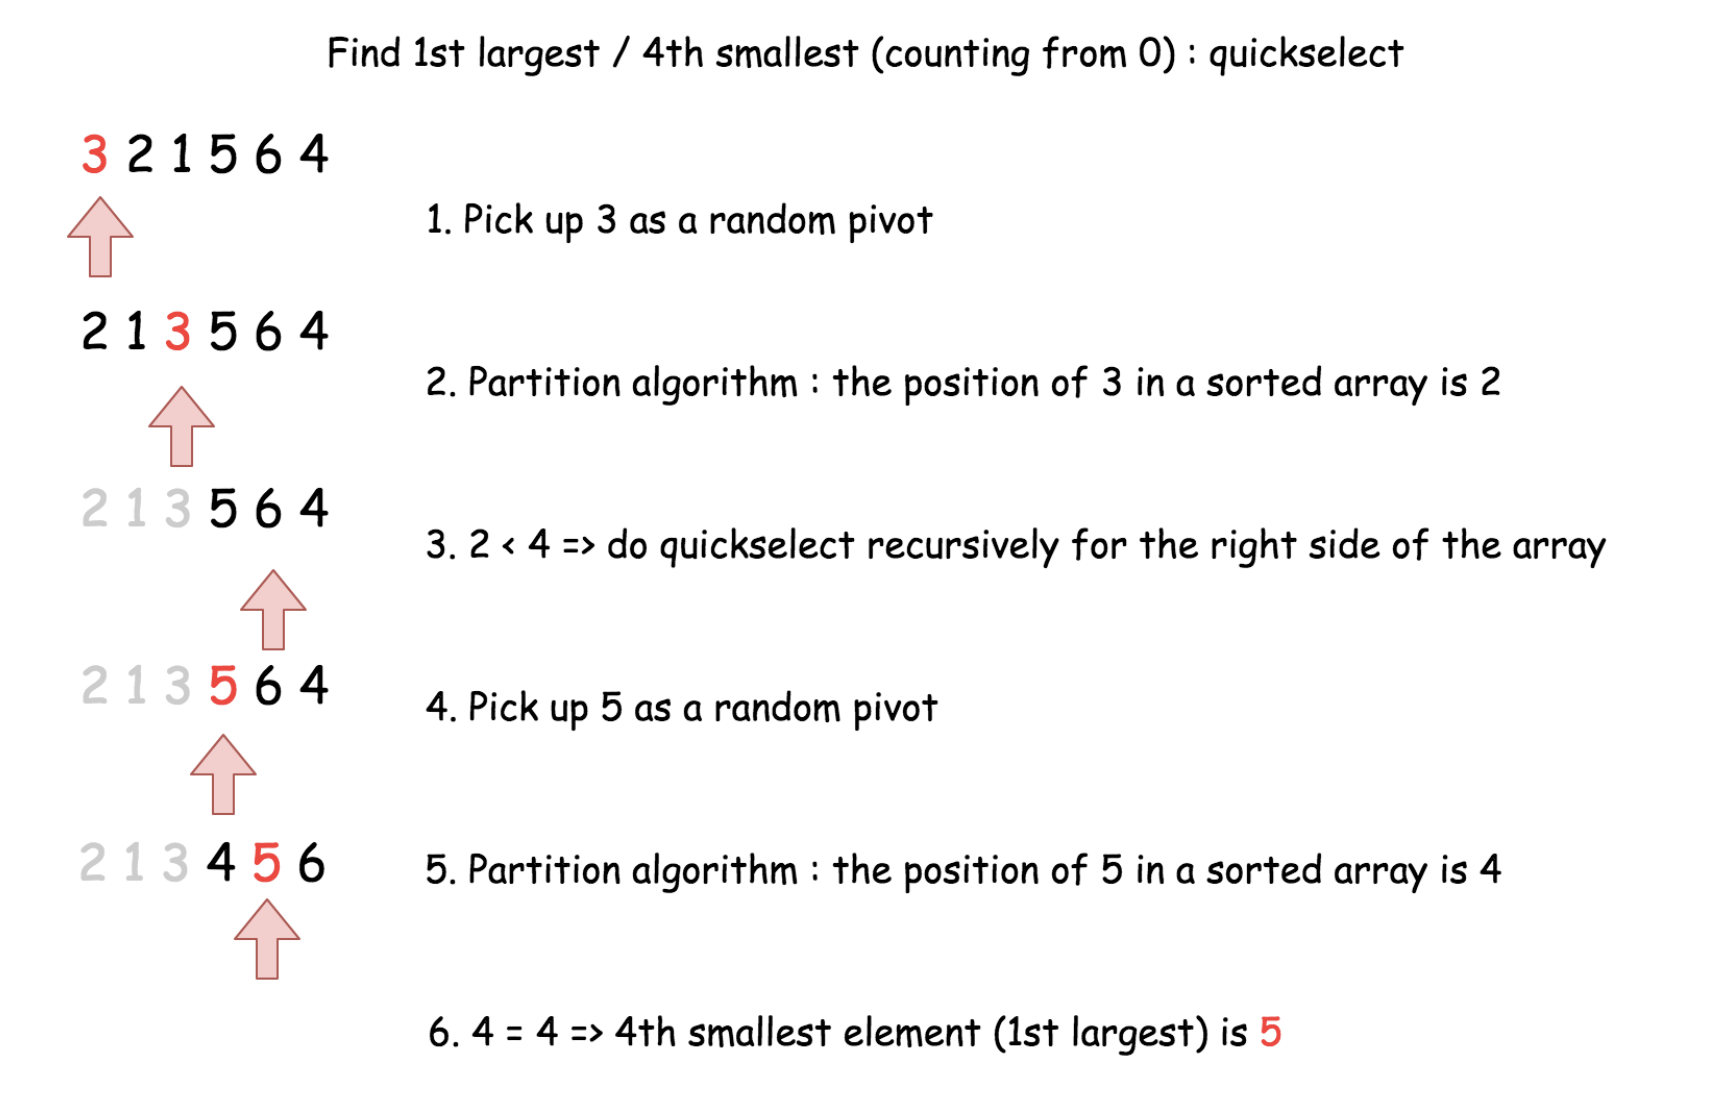 Find 1st largest / 4th smallest (counting from 0) : quickselect
3 2 1 5 6 4
1. Pick up 3 as a random pivot
2 1 3 5 6 4
2. Partition algorithm : the position of 3 in a sorted array is 2
2 1 3 5 6 4
3. 2 < 4 => do quickselect recursively for the right side of the array
2 1 3 5 6 4
4. Pick up 5 as a random pivot
2 1 3 4 5 6
5. Partition algorithm : the position of 5 in a sorted array is 4
6. 4 = 4 => 4th smallest element (1st largest) is 5